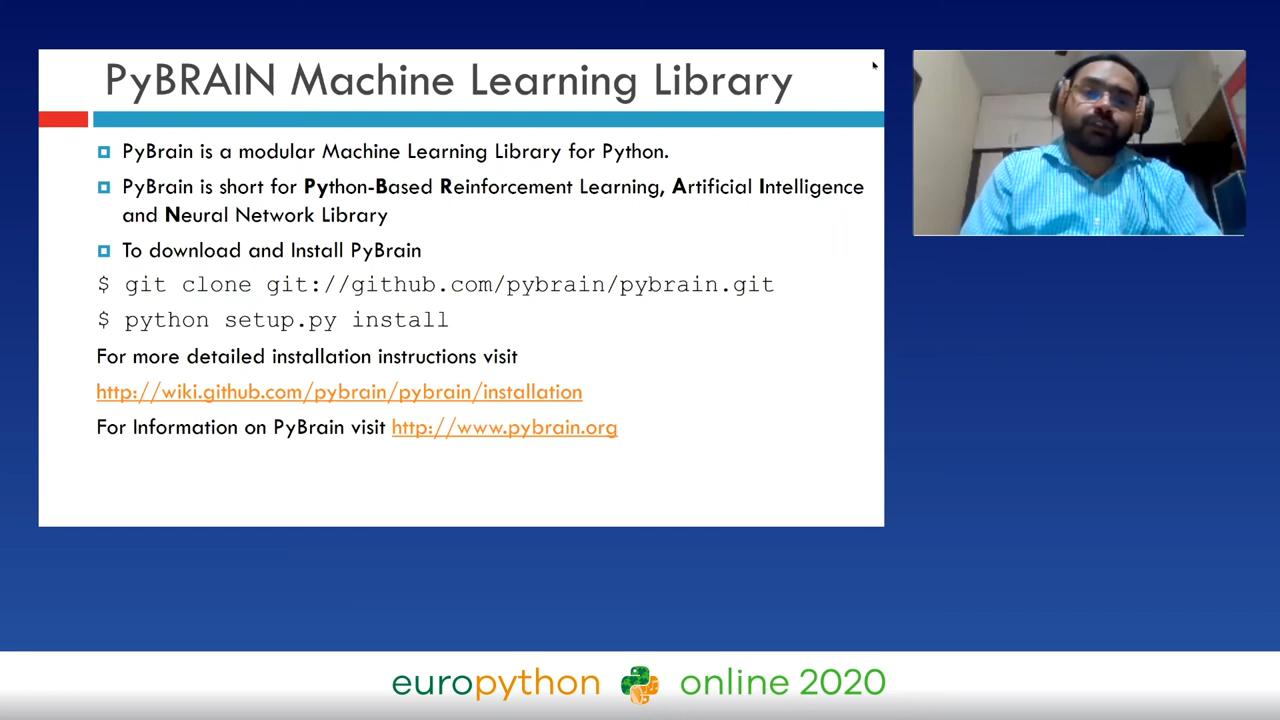 PyBRAIN Machine Learning Library
PyBrain is a modular Machine Learning Library for Python.
PyBrain is short for Python-Based Reinforcement Learning, Artificial Intelligence
and Neural Network Library
To download and Install PyBrain
$ git clone git://github.com/pybrain/pybrain.git
$ python setup.py install
For more detailed installation instructions visit
http://wiki.github.com/pybrain/pybrain/installation
For Information on PyBrain visit http://www.pybrain.org
europython online 2020